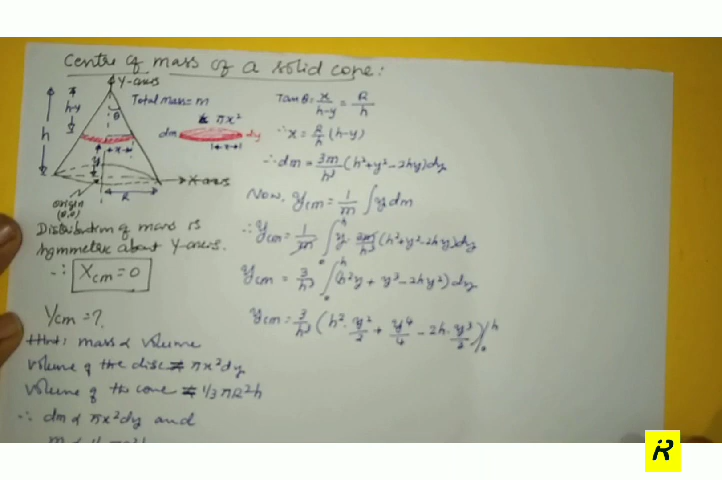 Centre of mass of a solid cone:
Y-axis
Total mass = m
h-y
h
θ
πx²
dm
dy
x
x
y
X-axis
R
origin
(0,0)
Distribution of mass is
symmetric about Y-axis.
∴ Xcm = 0
Ycm = ?
Hint: mass ∝ volume
volume of the disc = πx²dy
volume of the cone = 1/3 πR²h
∴ dm ∝ πx²dy and
Tanθ = x/(h-y) = R/h
∴ x = R/h (h-y)
∴ dm = 3m/h³ (h²+y²-2hy)dy
Now, ycm = 1/m ∫ y dm
∴ ycm = 1/m ∫₀ʰ y. 3m/h³ (h²+y²-2hy)dy
ycm = 3/h³ ∫₀ʰ (h²y + y³ - 2hy²)dy
ycm = 3/h³ (h². y²/2 + y⁴/4 - 2h. y³/3)₀ʰ
R